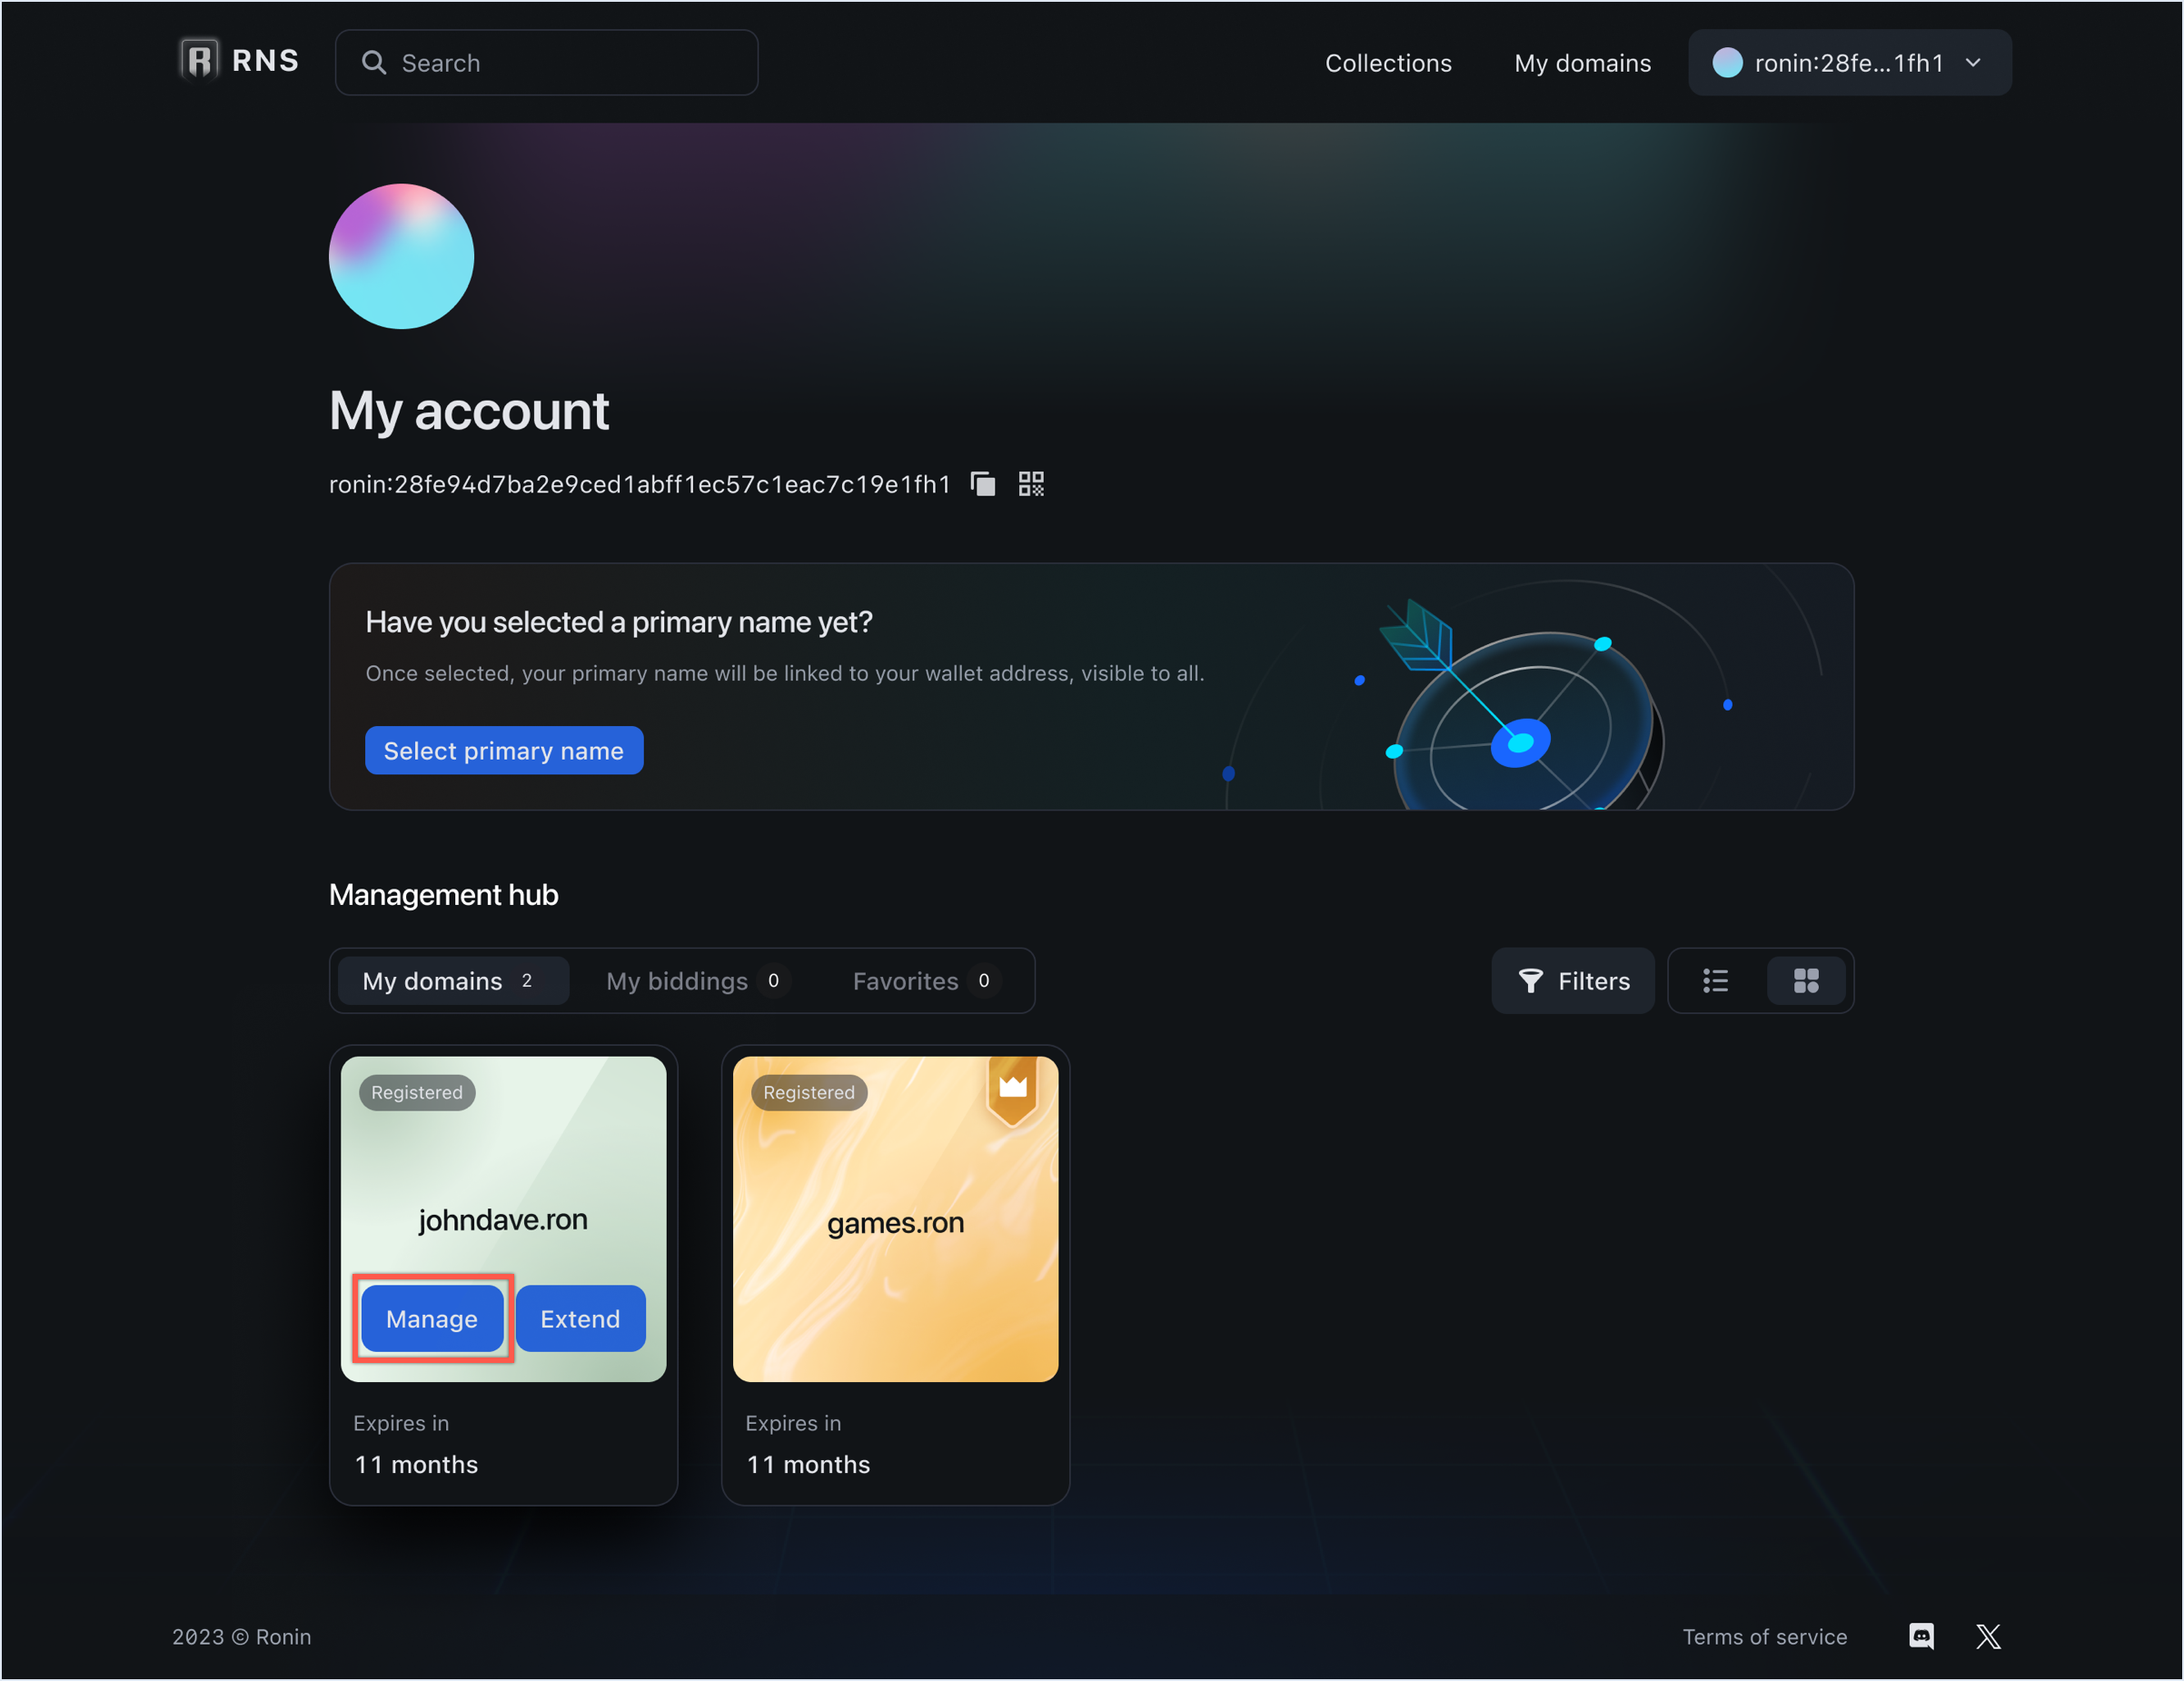 RNS
Search
Collections
My domains
ronin:28fe...1fh1
My account
ronin:28fe94d7ba2e9ced1abff1ec57c1eac7c19e1fh1
Have you selected a primary name yet?
Once selected, your primary name will be linked to your wallet address, visible to all.
Select primary name
Management hub
My domains 2
My biddings 0
Favorites 0
Filters
Registered
johndave.ron
Manage
Extend
Expires in
11 months
Registered
games.ron
Expires in
11 months
2023 © Ronin
Terms of service